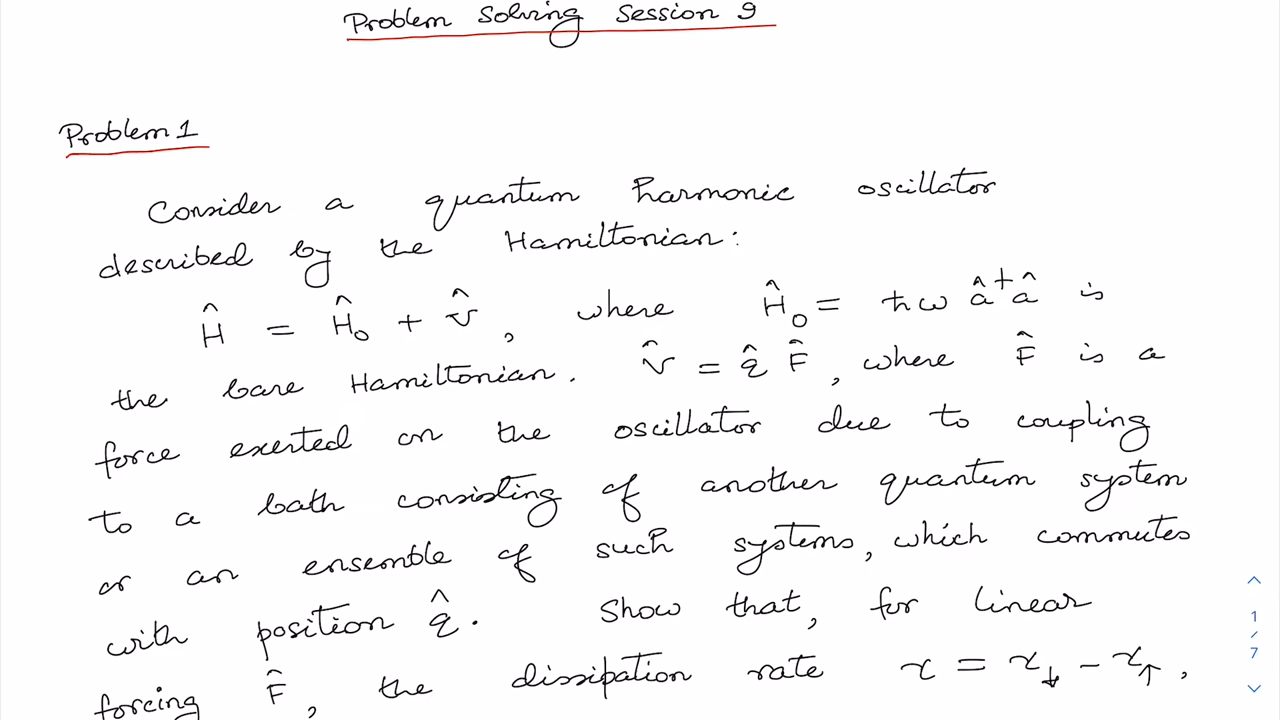 Problem Solving Session 9
Problem 1
Consider a quantum harmonic oscillator
described by the Hamiltonian:
Ĥ = Ĥ₀ + v̂, where Ĥ₀ = ħω â⁺â is
the bare Hamiltonian. v̂ = q̂ F̂, where F̂ is a
force exerted on the oscillator due to coupling
to a bath consisting of another quantum system
or an ensemble of such systems, which commutes
with position q̂. Show that, for linear
forcing F̂, the dissipation rate x = x↓ - x↑,
1
/
7